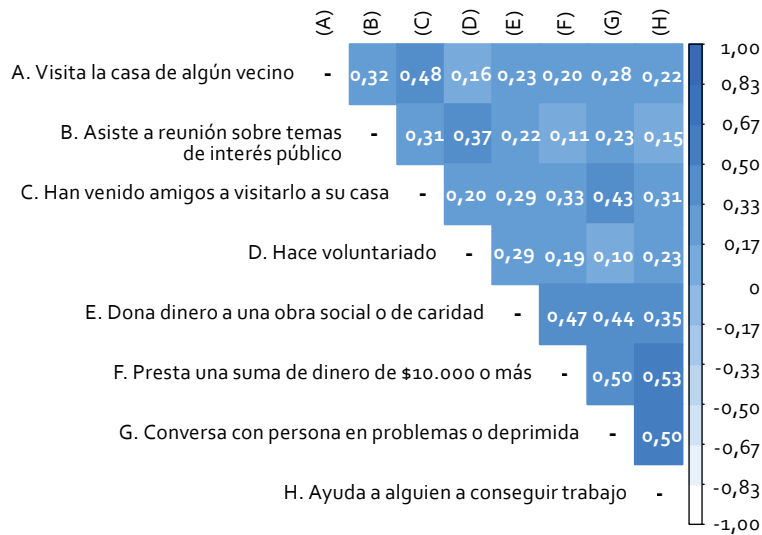 (A) (B) (C) (D) (E) (F) (G) (H)
A. Visita la casa de algún vecino - 0,32 0,48 0,16 0,23 0,20 0,28 0,22
B. Asiste a reunión sobre temas
de interés público - 0,31 0,37 0,22 0,11 0,23 0,15
C. Han venido amigos a visitarlo a su casa - 0,20 0,29 0,33 0,43 0,31
D. Hace voluntariado - 0,29 0,19 0,10 0,23
E. Dona dinero a una obra social o de caridad - 0,47 0,44 0,35
F. Presta una suma de dinero de $10.000 o más - 0,50 0,53
G. Conversa con persona en problemas o deprimida - 0,50
H. Ayuda a alguien a conseguir trabajo -
1,00
0,83
0,67
0,50
0,33
0,17
0
-0,17
-0,33
-0,50
-0,67
-0,83
-1,00